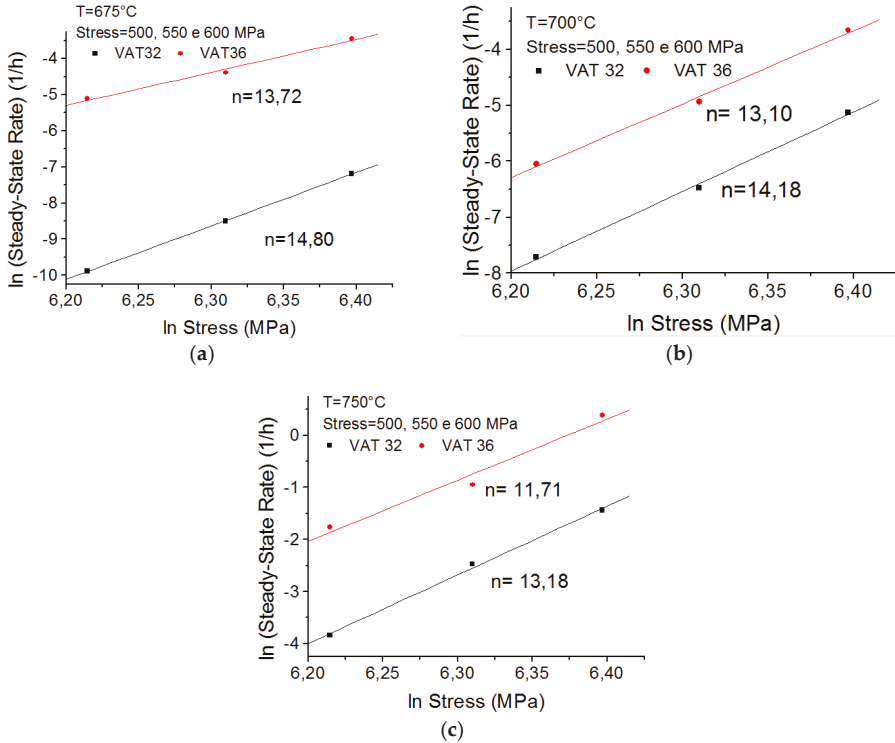 T=675°C
Stress=500, 550 e 600 MPa
VAT32 VAT36
n=13,72
n=14,80
-4
-5
-6
-7
-8
-9
-10
6,20 6,25 6,30 6,35 6,40
ln (Steady-State Rate) (1/h)
ln Stress (MPa)
(a)
T=700°C
Stress=500, 550 e 600 MPa
VAT 32 VAT 36
n= 13,10
n=14,18
-4
-5
-6
-7
-8
6,20 6,25 6,30 6,35 6,40
ln (Steady-State Rate) (1/h)
ln Stress (MPa)
(b)
T=750°C
Stress=500, 550 e 600 MPa
VAT 32 VAT 36
n= 11,71
n= 13,18
0
-1
-2
-3
-4
6,20 6,25 6,30 6,35 6,40
ln (Steady-State Rate) (1/h)
ln Stress (MPa)
(c)